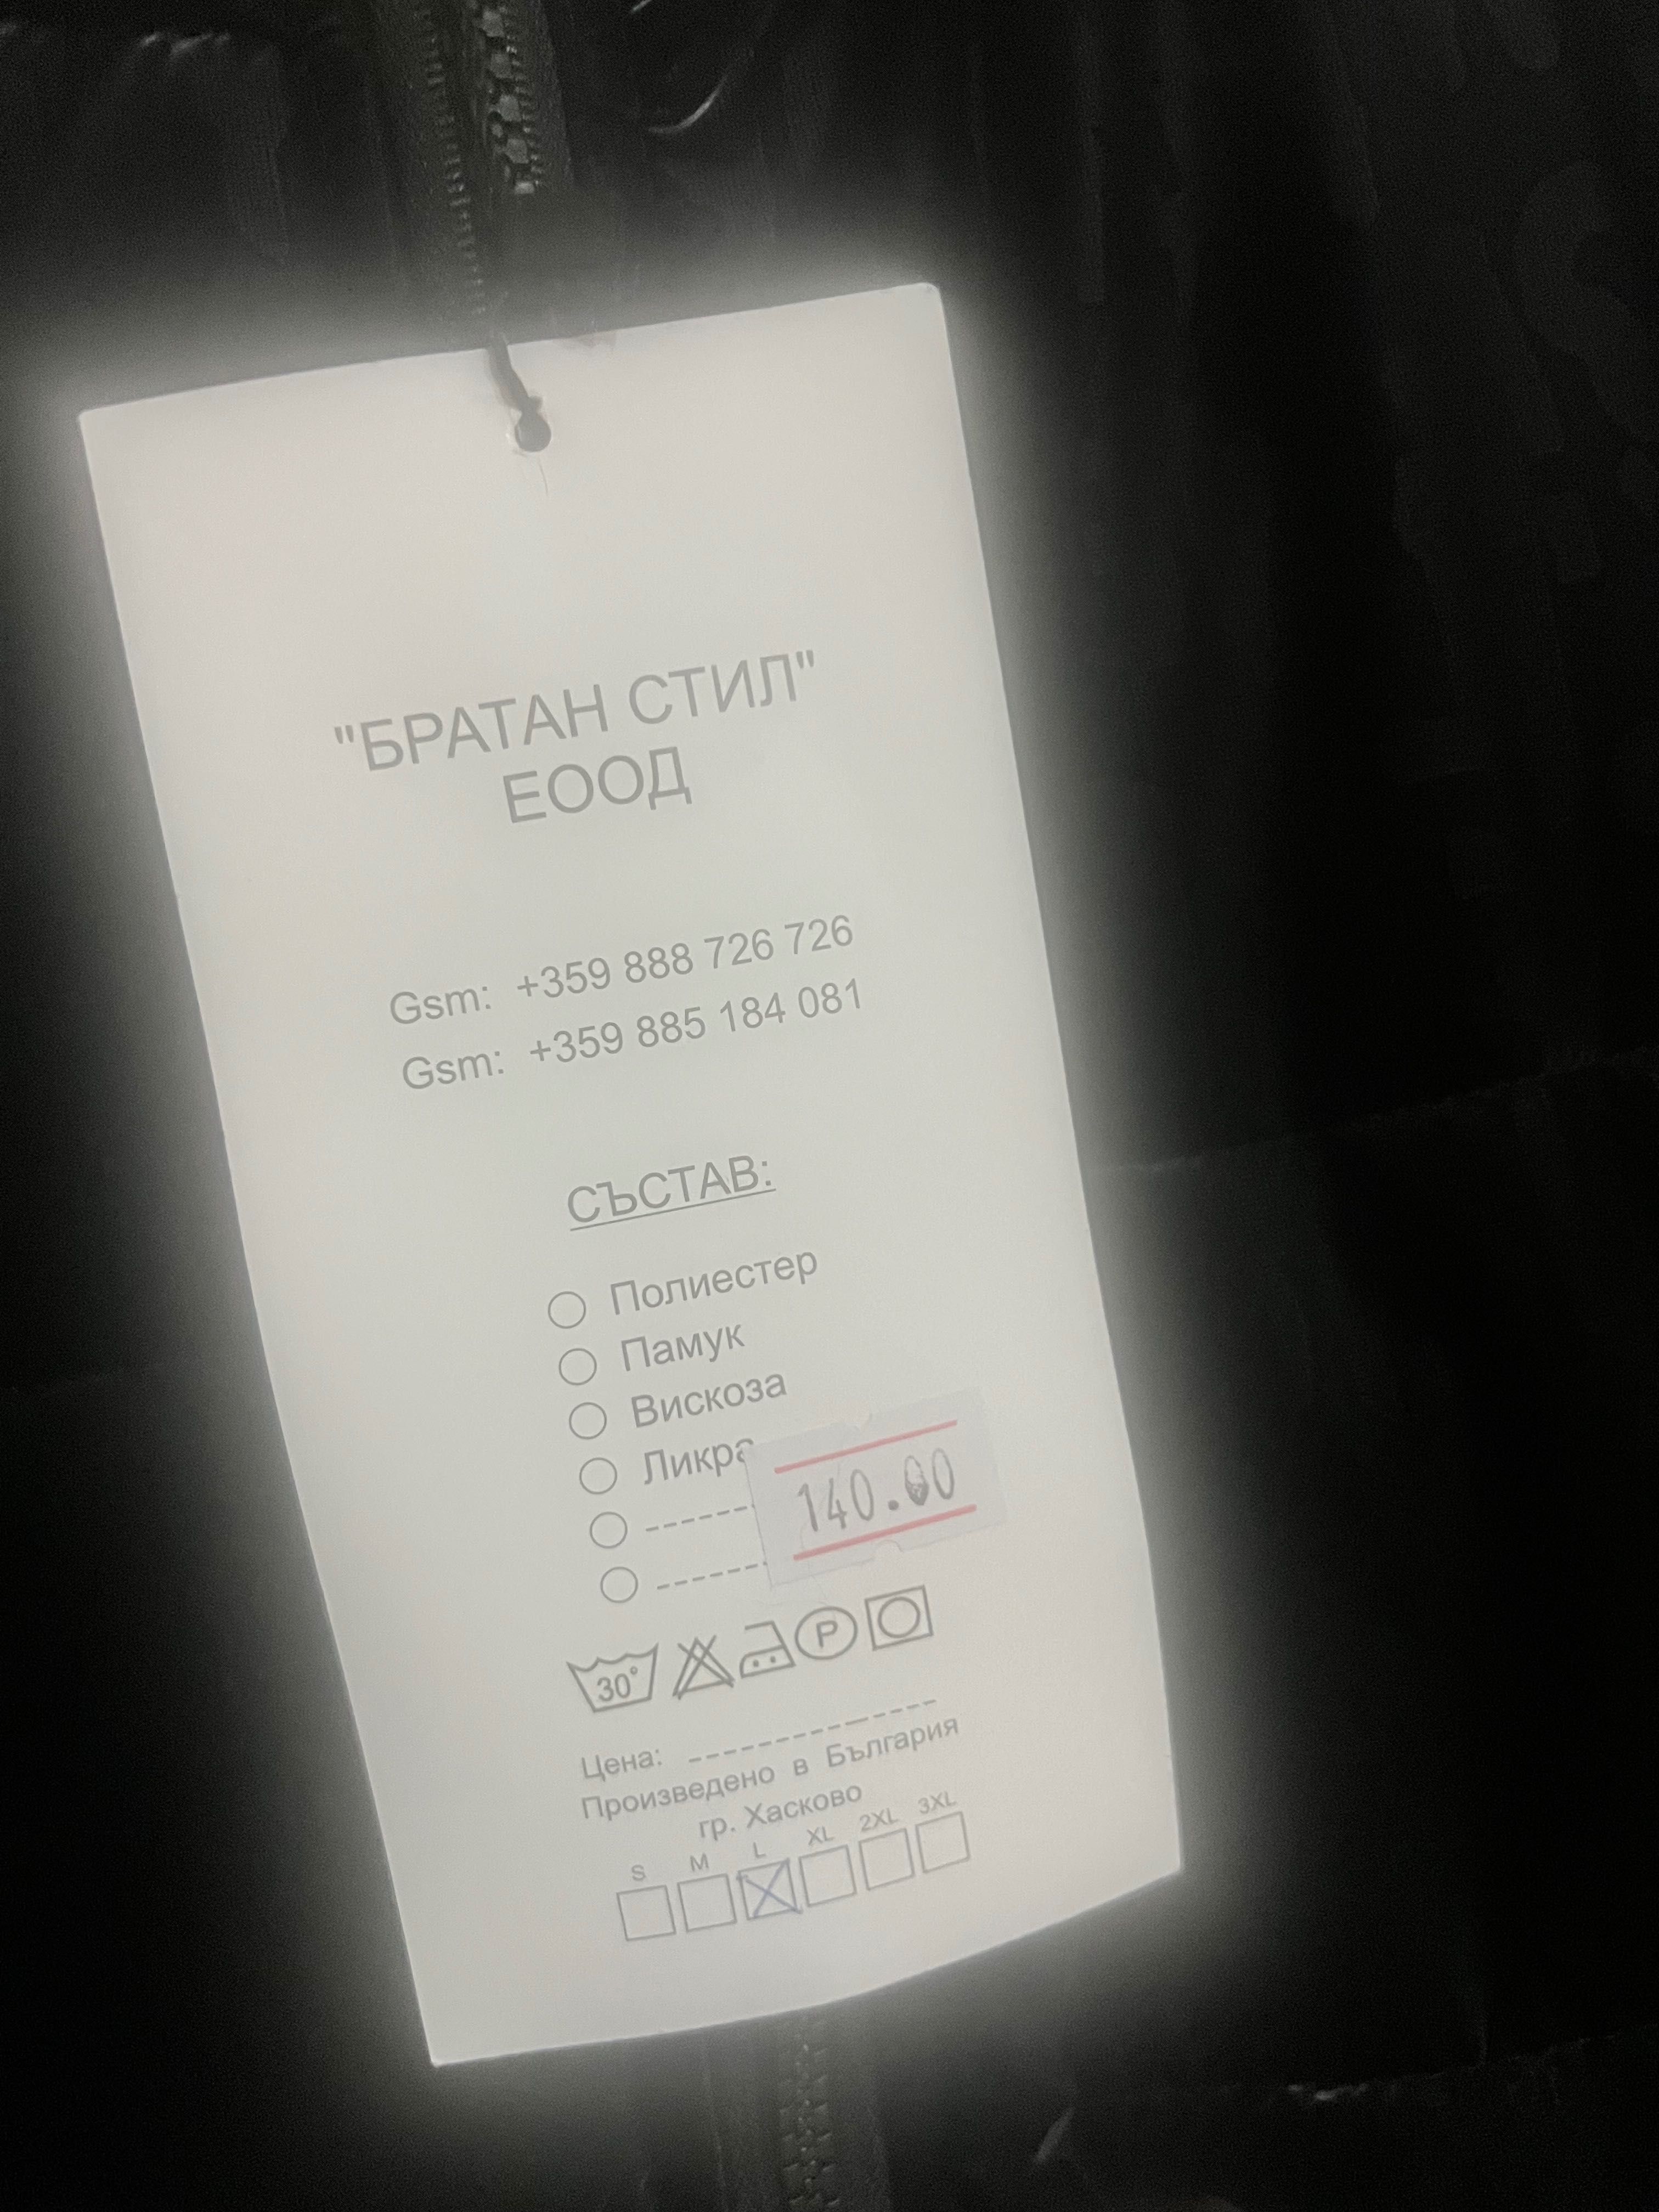 "БРАТАН СТИЛ"
ЕООД
Gsm: +359 888 726 726
Gsm: +359 885 184 081
СЪСТАВ:
Полиестер
Памук
Вискоза
Ликра
140.00
30°
P
Цена:
Произведено в България
гр. Хасково
S M L XL 2XL 3XL